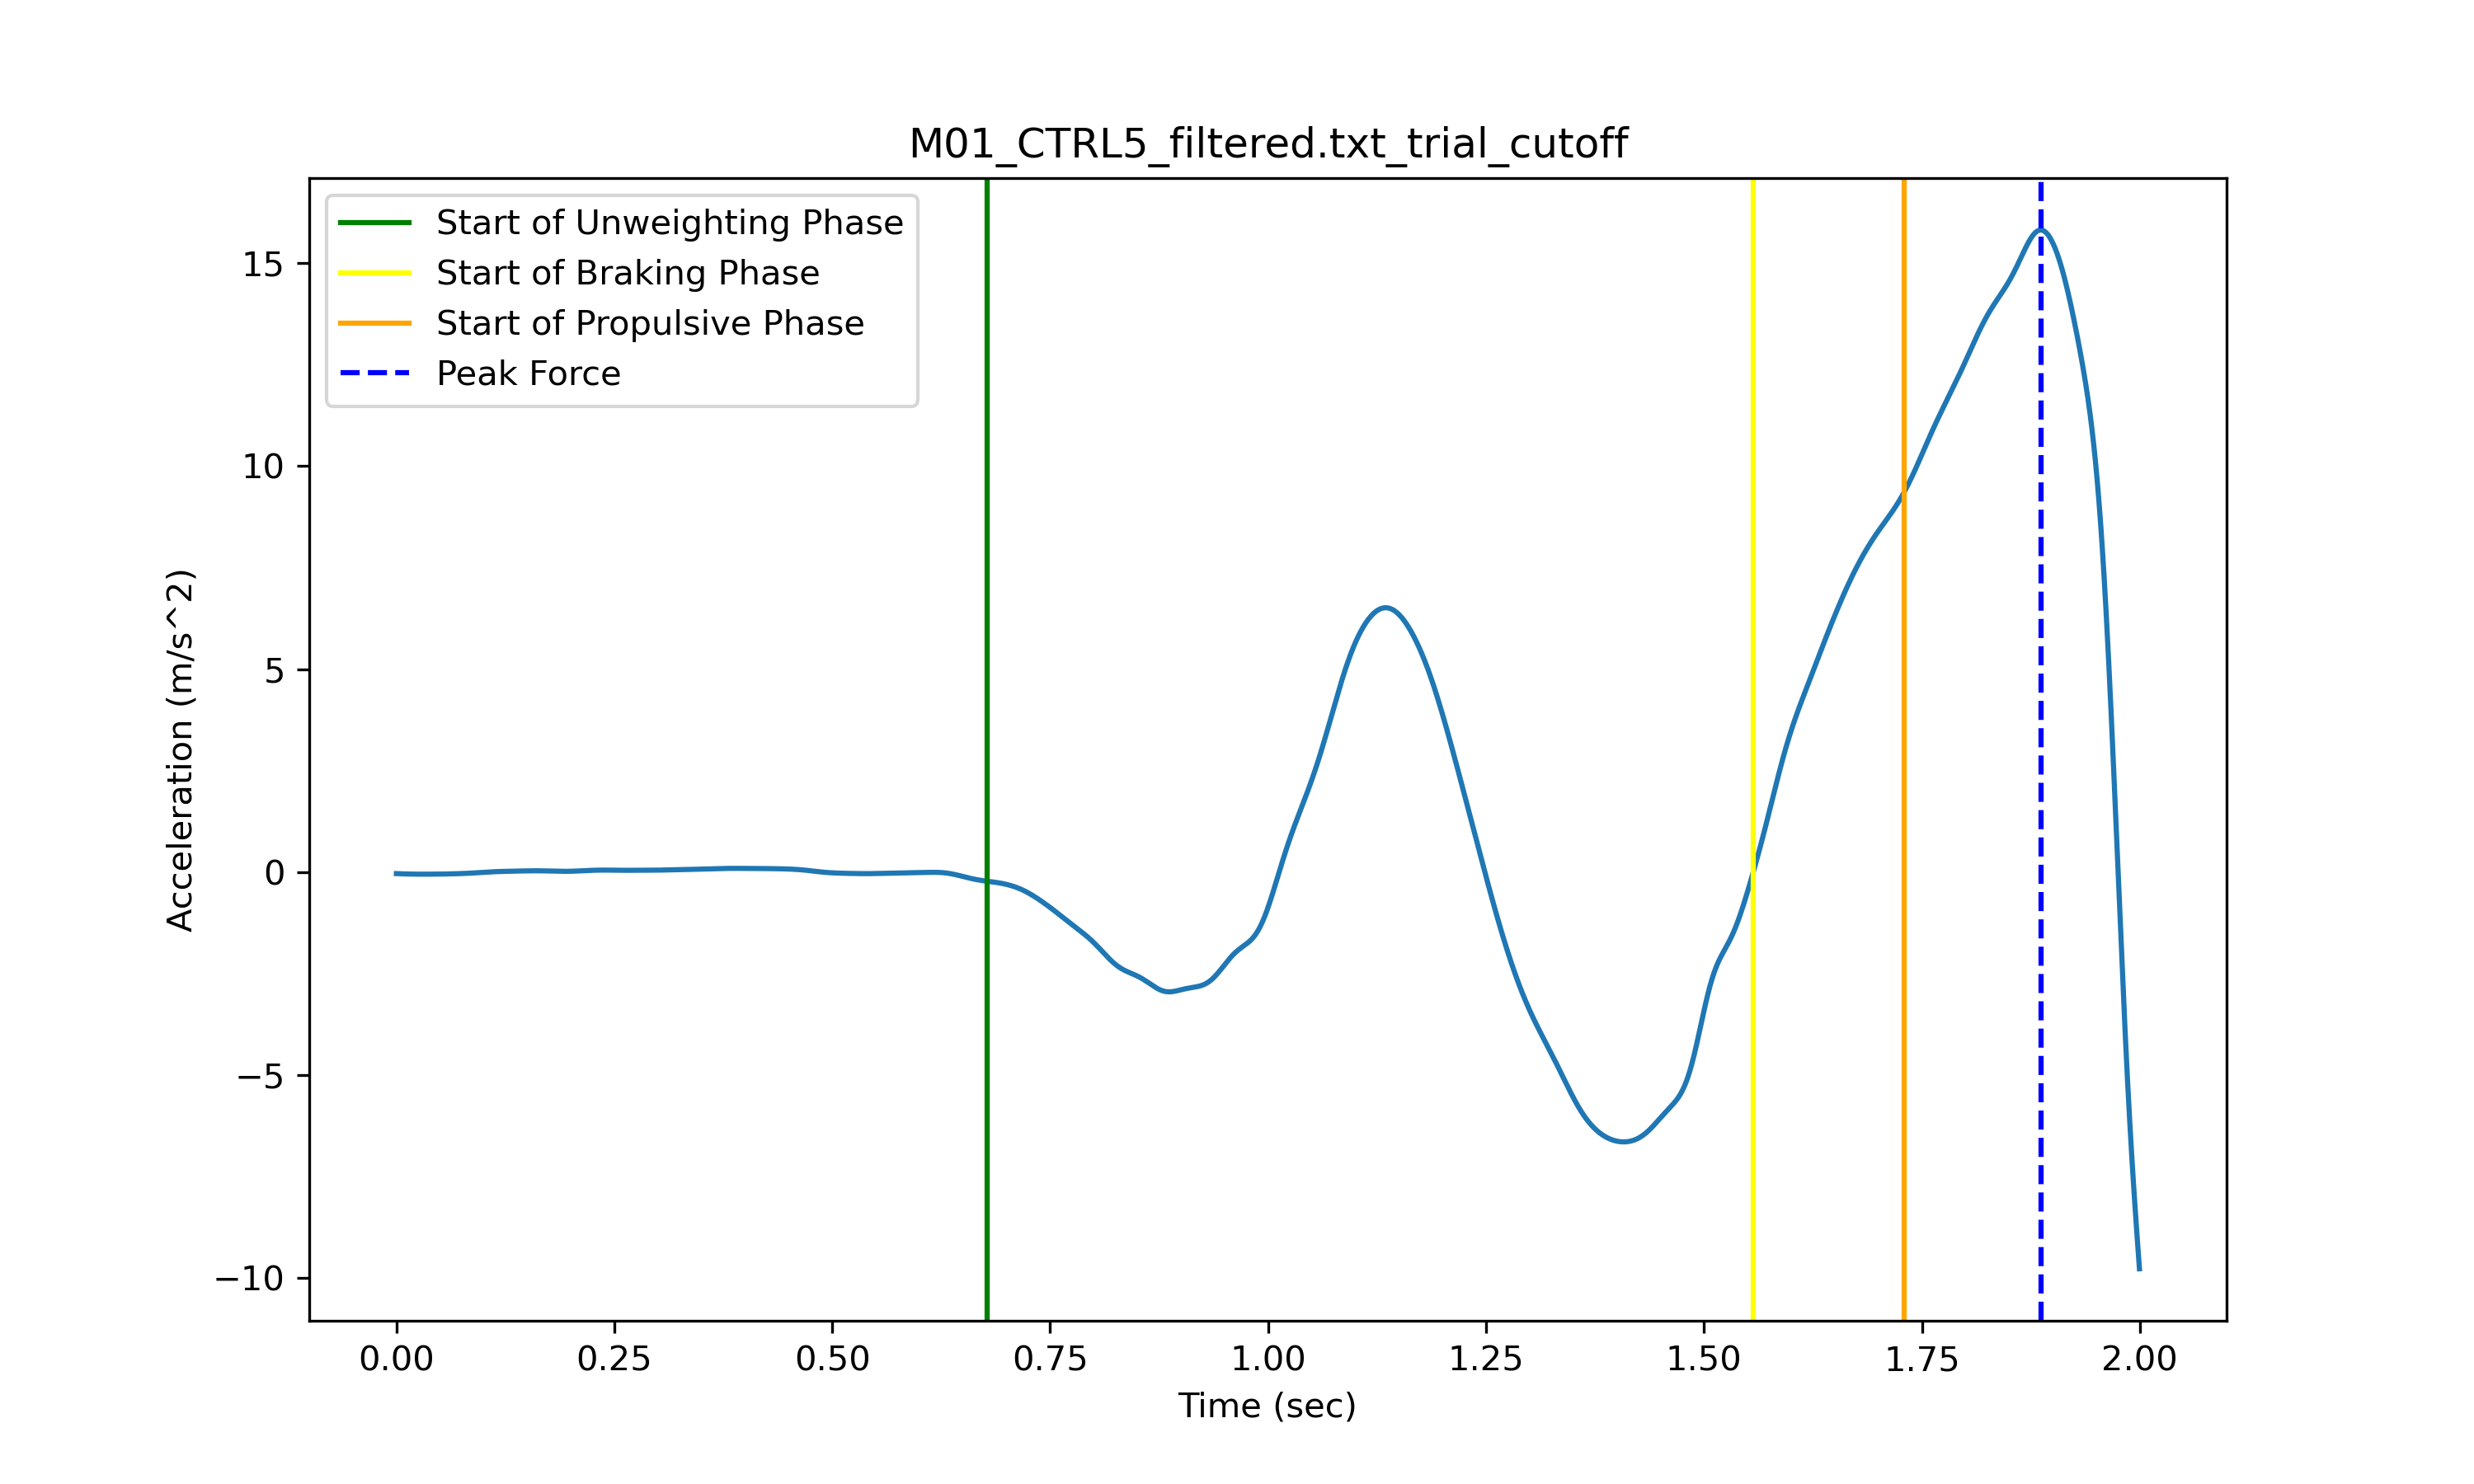 M01_CTRL5_filtered.txt_trial_cutoff
Start of Unweighting Phase
Start of Braking Phase
Start of Propulsive Phase
Peak Force
Acceleration (m/s^2)
15
10
5
0
−5
−10
0.00 0.25 0.50 0.75 1.00 1.25 1.50 1.75 2.00
Time (sec)